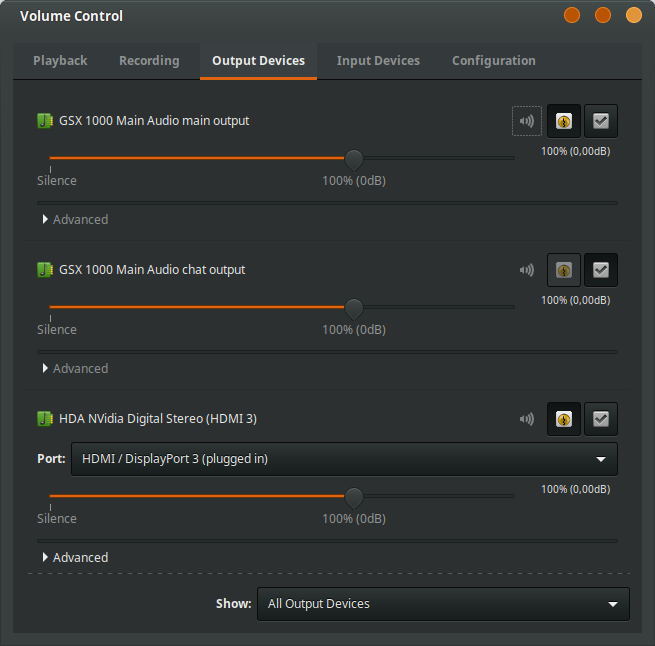 Volume Control
Playback Recording Output Devices Input Devices Configuration
GSX 1000 Main Audio main output
100% (0,00dB)
Silence 100% (0dB)
Advanced
GSX 1000 Main Audio chat output
100% (0,00dB)
Silence 100% (0dB)
Advanced
HDA NVidia Digital Stereo (HDMI 3)
Port: HDMI / DisplayPort 3 (plugged in)
100% (0,00dB)
Silence 100% (0dB)
Advanced
Show: All Output Devices